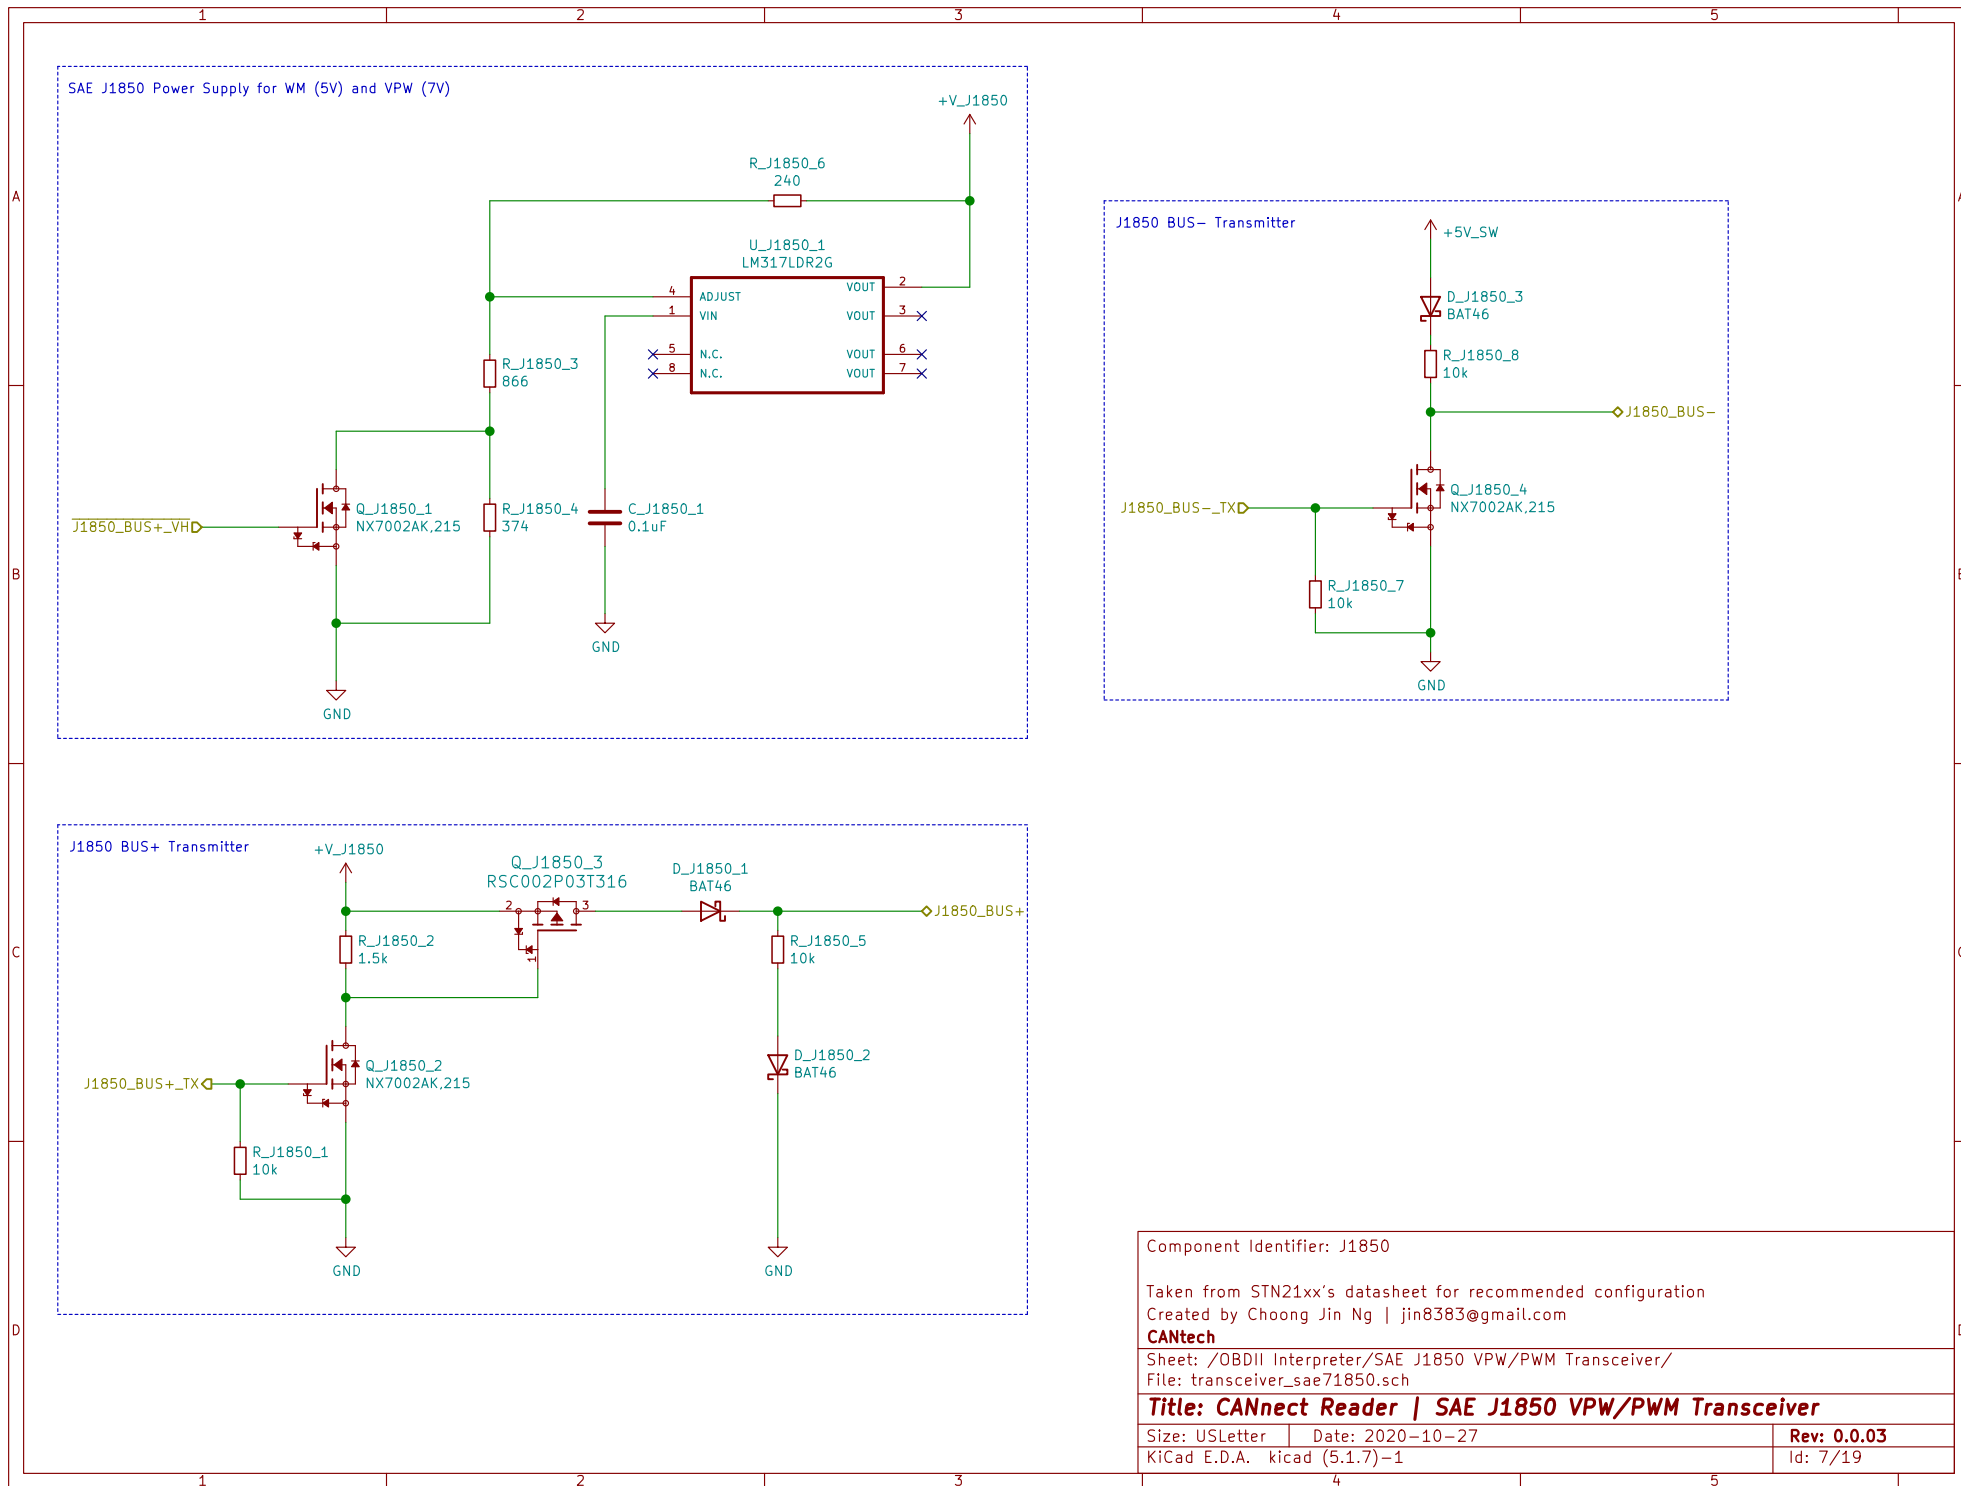 1 2 3 4 5
A
B
C
D
SAE J1850 Power Supply for WM (5V) and VPW (7V)
+V_J1850
R_J1850_6
240
U_J1850_1
LM317LDR2G
4 ADJUST
1 VIN
5 N.C.
8 N.C.
VOUT 2
VOUT 3
VOUT 6
VOUT 7
R_J1850_3
866
J1850_BUS+_VH
Q_J1850_1
NX7002AK,215
R_J1850_4
374
C_J1850_1
0.1uF
GND
GND
J1850 BUS- Transmitter
+5V_SW
D_J1850_3
BAT46
R_J1850_8
10k
J1850_BUS-
J1850_BUS-_TX
Q_J1850_4
NX7002AK,215
R_J1850_7
10k
GND
J1850 BUS+ Transmitter
+V_J1850
Q_J1850_3
RSC002P03T316
2 3
1
D_J1850_1
BAT46
J1850_BUS+
R_J1850_2
1.5k
R_J1850_5
10k
J1850_BUS+_TX
Q_J1850_2
NX7002AK,215
D_J1850_2
BAT46
R_J1850_1
10k
GND
GND
Component Identifier: J1850
Taken from STN21xx's datasheet for recommended configuration
Created by Choong Jin Ng | jin8383@gmail.com
CANtech
Sheet: /OBDII Interpreter/SAE J1850 VPW/PWM Transceiver/
File: transceiver_sae71850.sch
Title: CANnect Reader | SAE J1850 VPW/PWM Transceiver
Size: USLetter Date: 2020-10-27 Rev: 0.0.03
KiCad E.D.A. kicad (5.1.7)-1 Id: 7/19
1 2 3 4 5